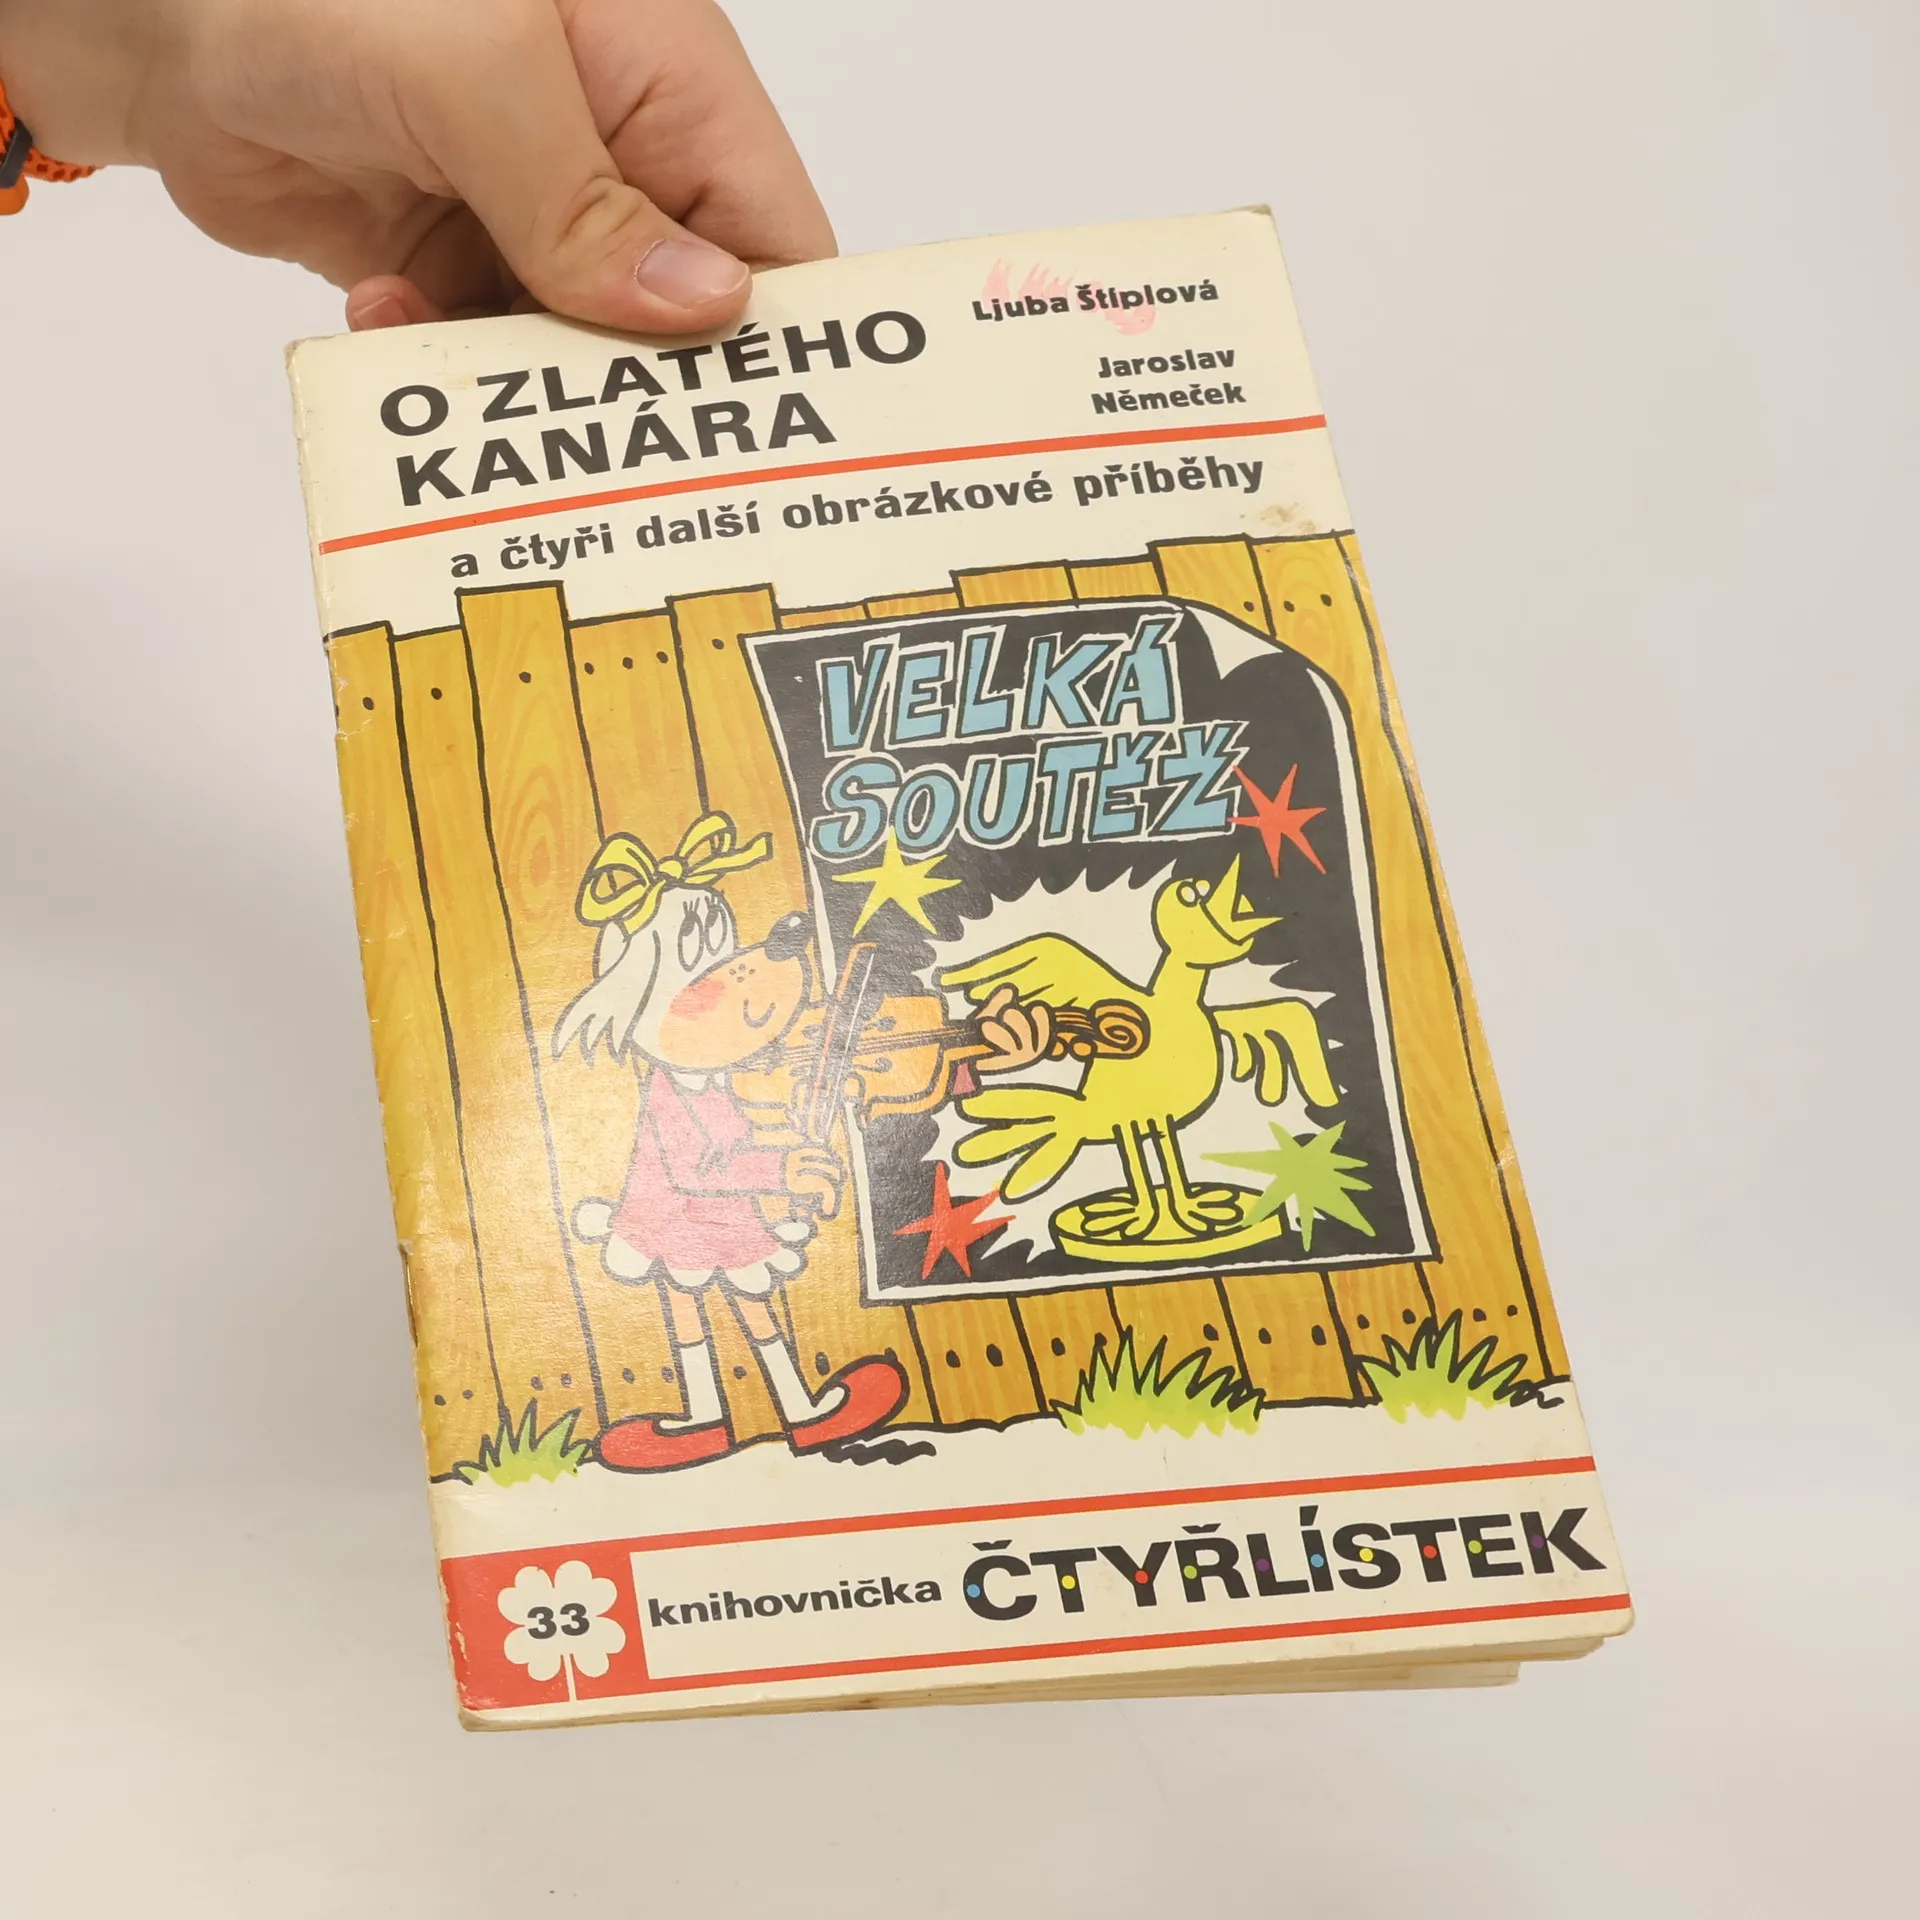 O ZLATÉHO
KANÁRA
Ljuba Štíplová
Jaroslav
Němeček
a čtyři další obrázkové příběhy
VELKÁ
SOUTĚŽ
33
knihovnička ČTYŘLÍSTEK